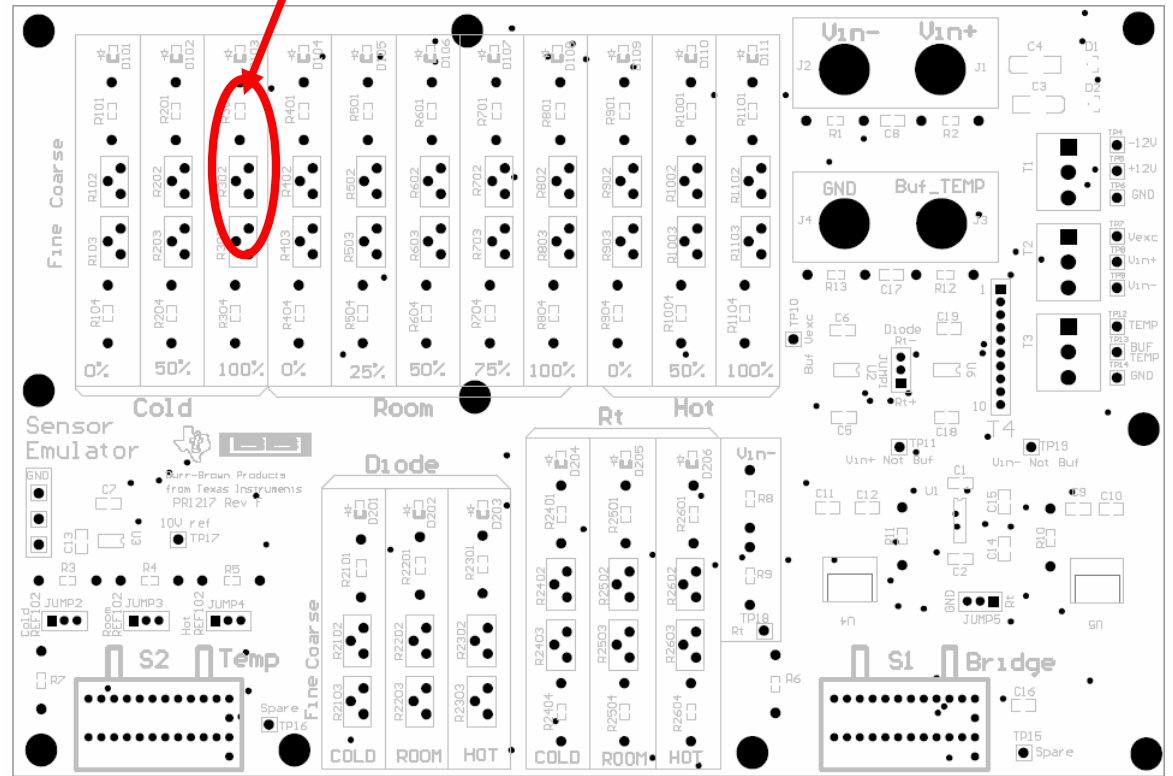 D101 D102 D103 D104 D105 D106 D107 D108 D109 D110 D111
R101 R201 R401 R501 R601 R701 R801 R901 R1001 R1101
Coarse
R102 R202 R302 R402 R502 R602 R702 R802 R902 R1002 R1102
Fine
R103 R203 R403 R503 R603 R703 R803 R903 R1003 R1103
R104 R204 R304 R404 R504 R604 R704 R804 R904 R1004 R1104
0% 50% 100% 0% 25% 50% 75% 100% 0% 50% 100%
Cold Room Hot
Vin- Vin+
J2 J1
C4 D1
C3 D2
R1 C8 R2
GND Buf_TEMP
J4 J3
R13 C17 R12
T1
TP4 -12V
TP5 +12V
TP6 GND
T2
TP7 Vexc
TP8 Vin+
TP9 Vin-
T3
TP12 TEMP
TP13 BUF TEMP
TP14 GND
TP10
Buf Vexc
C6 Diode C19
Rt-
U2 JUMP1 U6
Rt+
C5 C18
1
10
T4
TP11
Vin+ Not Buf
TP19
Vin- Not Buf
Sensor
Emulator
Burr-Brown Products
from Texas Instruments
PR1217 Rev F
GND
C7
10V ref
TP17
C13 U3
R3 R4 R5
Cold REF102 JUMP2
Room REF102 JUMP3
Hot REF102 JUMP4
R7
S2 Temp
Spare
TP16
Diode
D201 D202 D203
R2101 R2201 R2301
Coarse
R2102 R2202 R2302
Fine
R2103 R2203 R2303
COLD ROOM HOT
Rt
D204 D205 D206
R2401 R2501 R2601
R2402 R2502 R2602
R2403 R2503 R2603
R2404 R2504 R2604
COLD ROOM HOT
Vin-
R8
R9
TP18
Rt
R6
C11 C12
R11
U1 C1
C15
C14
C2
C9 C10
R10
U4 U5
GND Rt
JUMP5
S1 Bridge
C16
TP15
Spare